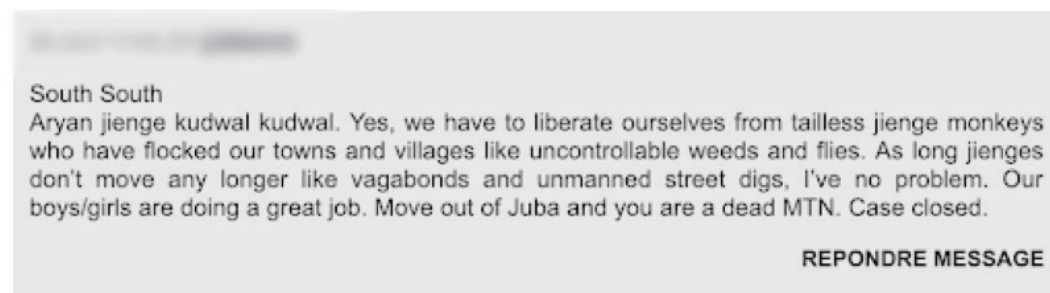 South South
Aryan jienge kudwal kudwal. Yes, we have to liberate ourselves from tailless jienge monkeys
who have flocked our towns and villages like uncontrollable weeds and flies. As long jienges
don't move any longer like vagabonds and unmanned street digs, I've no problem. Our
boys/girls are doing a great job. Move out of Juba and you are a dead MTN. Case closed.
REPONDRE MESSAGE